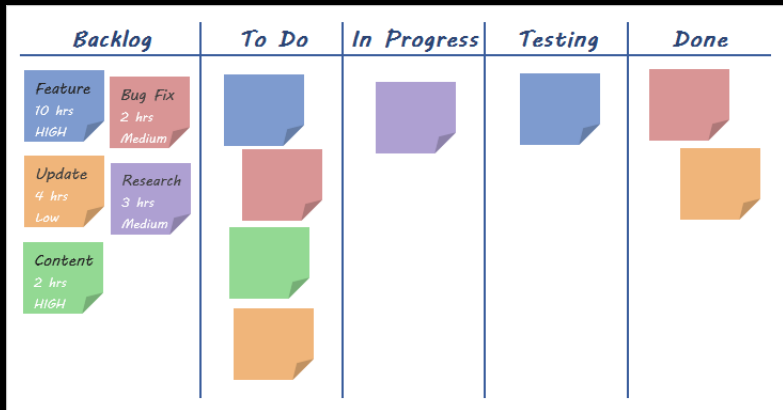 Backlog
To Do
In Progress
Testing
Done
Feature
10 hrs
HIGH
Bug Fix
2 hrs
Medium
Update
4 hrs
Low
Research
3 hrs
Medium
Content
2 hrs
HIGH